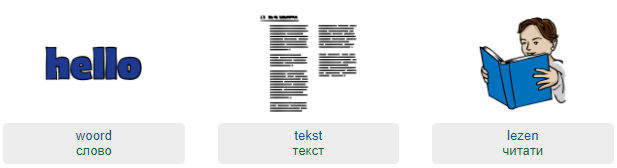 hello
woord
слово
tekst
текст
lezen
читати